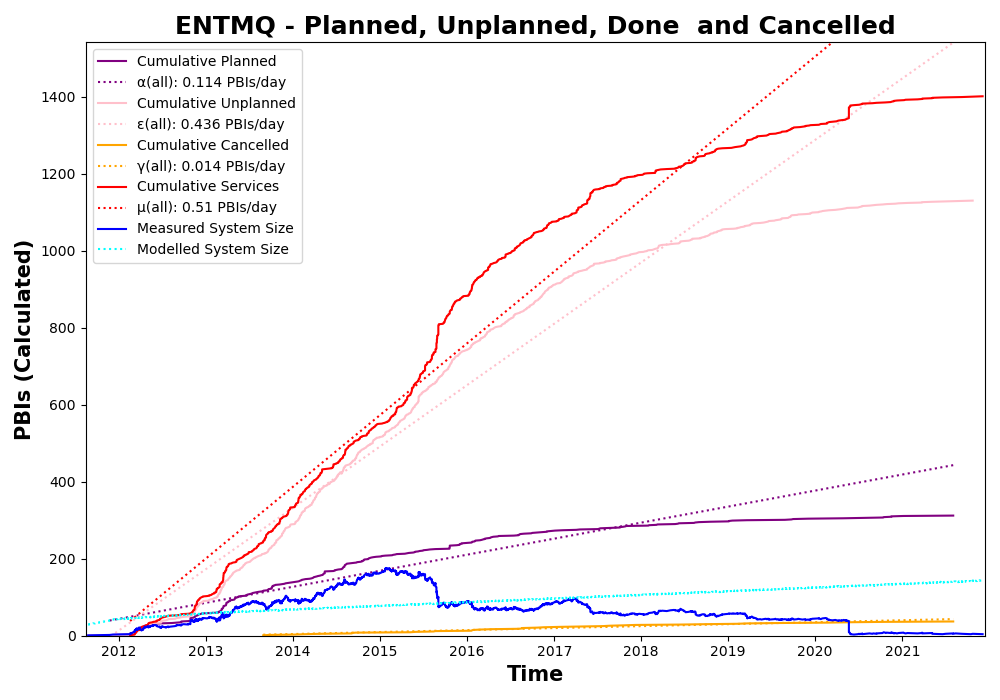 ENTMQ - Planned, Unplanned, Done  and Cancelled
Cumulative Planned
α(all): 0.114 PBIs/day
Cumulative Unplanned
ε(all): 0.436 PBIs/day
Cumulative Cancelled
γ(all): 0.014 PBIs/day
Cumulative Services
μ(all): 0.51 PBIs/day
Measured System Size
Modelled System Size
PBIs (Calculated)
1400
1200
1000
800
600
400
200
0
2012 2013 2014 2015 2016 2017 2018 2019 2020 2021
Time